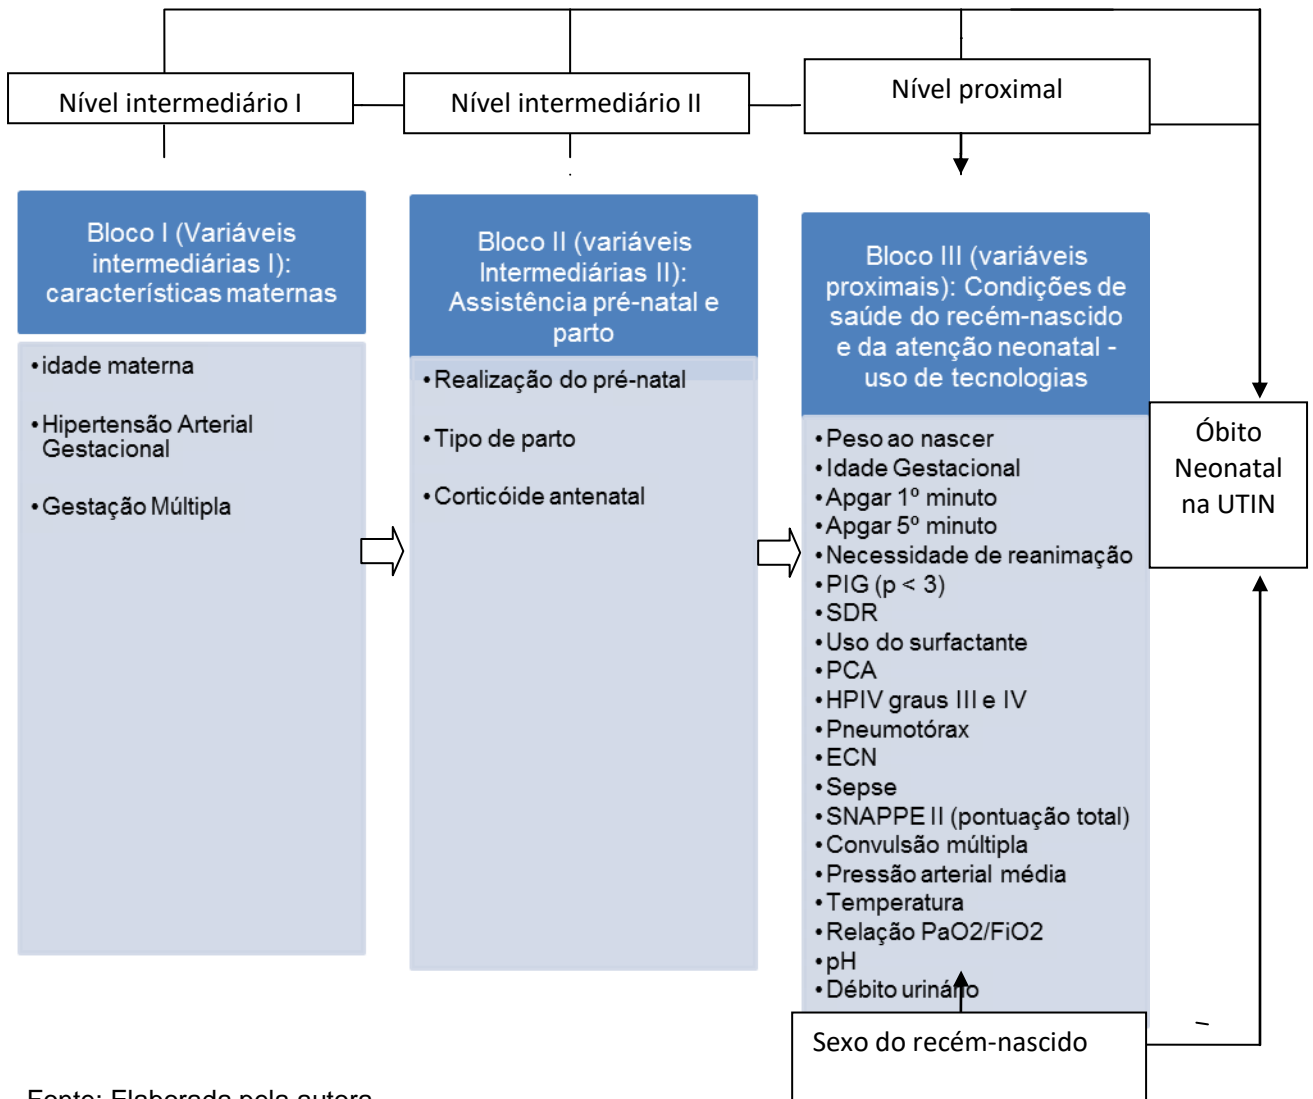 Nível intermediário I
Nível intermediário II
Nível proximal
Bloco I (Variáveis
intermediárias I):
características maternas
•idade materna
•Hipertensão Arterial
Gestacional
•Gestação Múltipla
Bloco II (variáveis
Intermediárias II):
Assistência pré-natal e
parto
•Realização do pré-natal
•Tipo de parto
•Corticóide antenatal
Bloco III (variáveis
proximais): Condições de
saúde do recém-nascido
e da atenção neonatal -
uso de tecnologias
•Peso ao nascer
•Idade Gestacional
•Apgar 1º minuto
•Apgar 5º minuto
•Necessidade de reanimação
•PIG (p < 3)
•SDR
•Uso do surfactante
•PCA
•HPIV graus III e IV
•Pneumotórax
•ECN
•Sepse
•SNAPPE II (pontuação total)
•Convulsão múltipla
•Pressão arterial média
•Temperatura
•Relação PaO2/FiO2
•pH
•Débito urinário
Óbito
Neonatal
na UTIN
Sexo do recém-nascido
Fonte: Elaborada pela autora